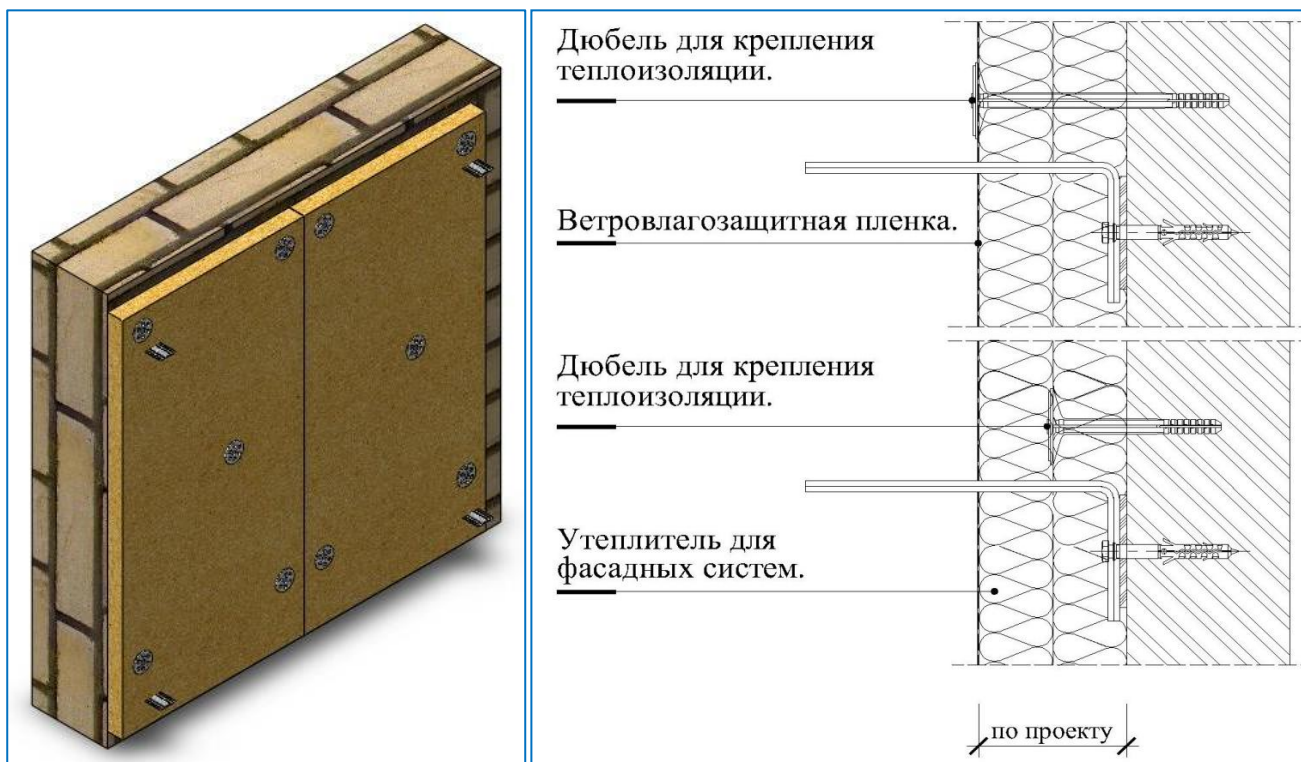 Дюбель для крепления
теплоизоляции.
Ветровлагозащитная пленка.
Дюбель для крепления
теплоизоляции.
Утеплитель для
фасадных систем.
по проекту